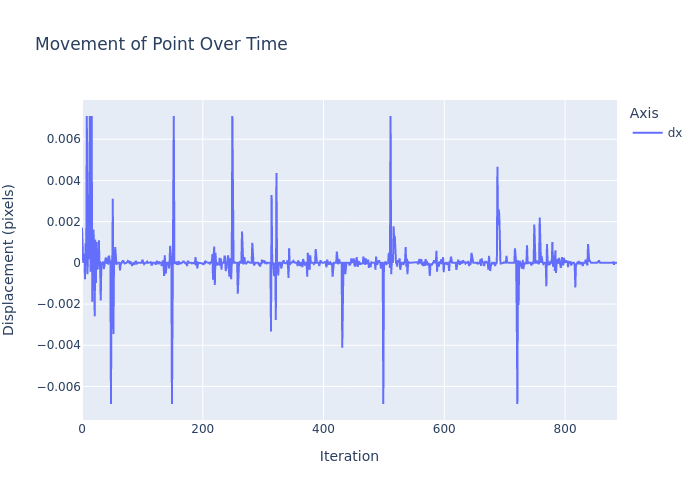 Movement of Point Over Time
Axis
dx
0.006
0.004
0.002
0
−0.002
−0.004
−0.006
0
200
400
600
800
Displacement (pixels)
Iteration